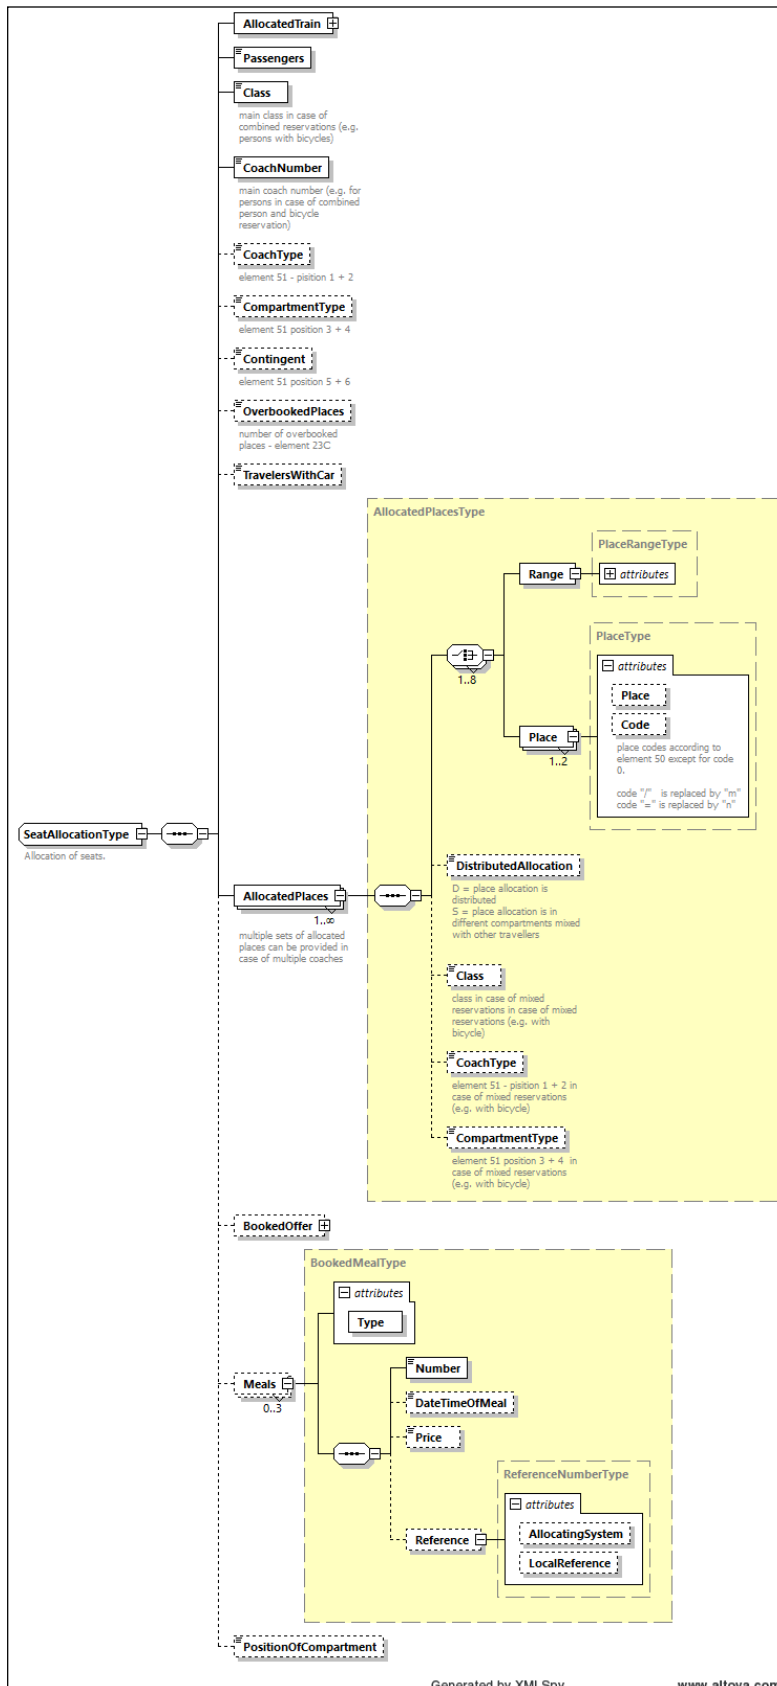 AllocatedTrain
Passengers
Class
main class in case of
combined reservations (e.g.
persons with bicycles)
CoachNumber
main coach number (e.g. for
persons in case of combined
person and bicycle
reservation)
CoachType
element 51 - pisition 1 + 2
CompartmentType
element 51 position 3 + 4
Contingent
element 51 position 5 + 6
OverbookedPlaces
number of overbooked
places - element 23C
TravelersWithCar
AllocatedPlacesType
PlaceRangeType
Range
attributes
1..8
PlaceType
attributes
Place
Code
place codes according to
element 50 except for code
0.
code "/" is replaced by "m"
code "=" is replaced by "n"
Place
1..2
SeatAllocationType
Allocation of seats.
AllocatedPlaces
1..∞
multiple sets of allocated
places can be provided in
case of multiple coaches
DistributedAllocation
D = place allocation is
distributed
S = place allocation is in
different compartments mixed
with other travellers
Class
class in case of mixed
reservations in case of mixed
reservations (e.g. with
bicycle)
CoachType
element 51 - pisition 1 + 2 in
case of mixed reservations
(e.g. with bicycle)
CompartmentType
element 51 position 3 + 4 in
case of mixed reservations
(e.g. with bicycle)
BookedOffer
BookedMealType
attributes
Type
Meals
0..3
Number
DateTimeOfMeal
Price
ReferenceNumberType
attributes
Reference
AllocatingSystem
LocalReference
PositionOfCompartment
Generated by XMLSpy
www.altova.com